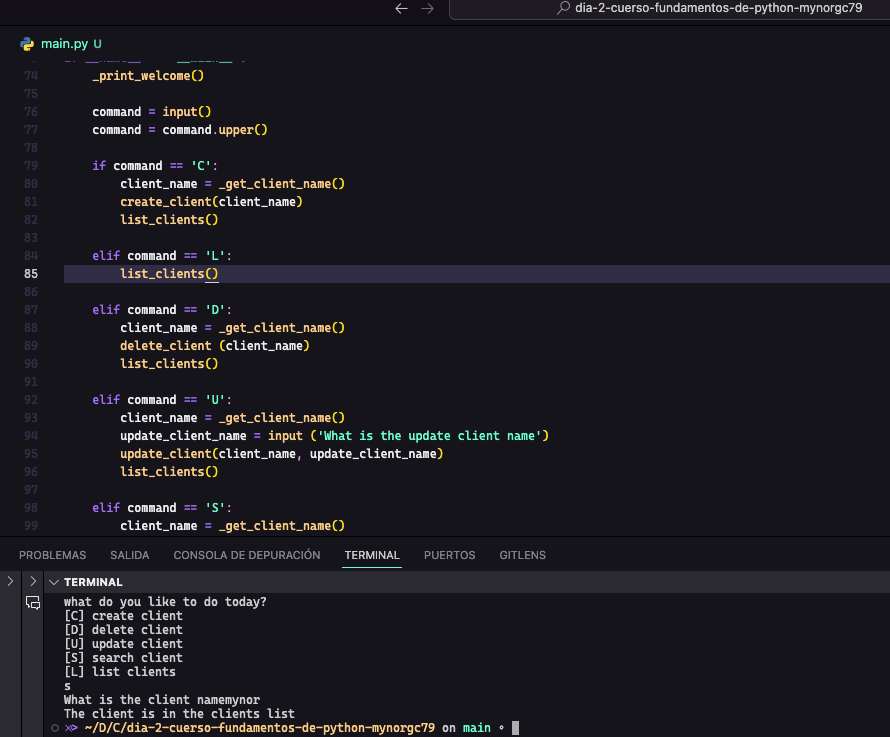 dia-2-cuerso-fundamentos-de-python-mynorgc79
main.py U
74 _print_welcome()
75
76 command = input()
77 command = command.upper()
78
79 if command == 'C':
80 client_name = _get_client_name()
81 create_client(client_name)
82 list_clients()
83
84 elif command == 'L':
85 list_clients()
86
87 elif command == 'D':
88 client_name = _get_client_name()
89 delete_client (client_name)
90 list_clients()
91
92 elif command == 'U':
93 client_name = _get_client_name()
94 update_client_name = input ('What is the update client name')
95 update_client(client_name, update_client_name)
96 list_clients()
97
98 elif command == 'S':
99 client_name = _get_client_name()
PROBLEMAS SALIDA CONSOLA DE DEPURACIÓN TERMINAL PUERTOS GITLENS
TERMINAL
what do you like to do today?
[C] create client
[D] delete client
[U] update client
[S] search client
[L] list clients
s
What is the client namemynor
The client is in the clients list
~/D/C/dia-2-cuerso-fundamentos-de-python-mynorgc79 on main